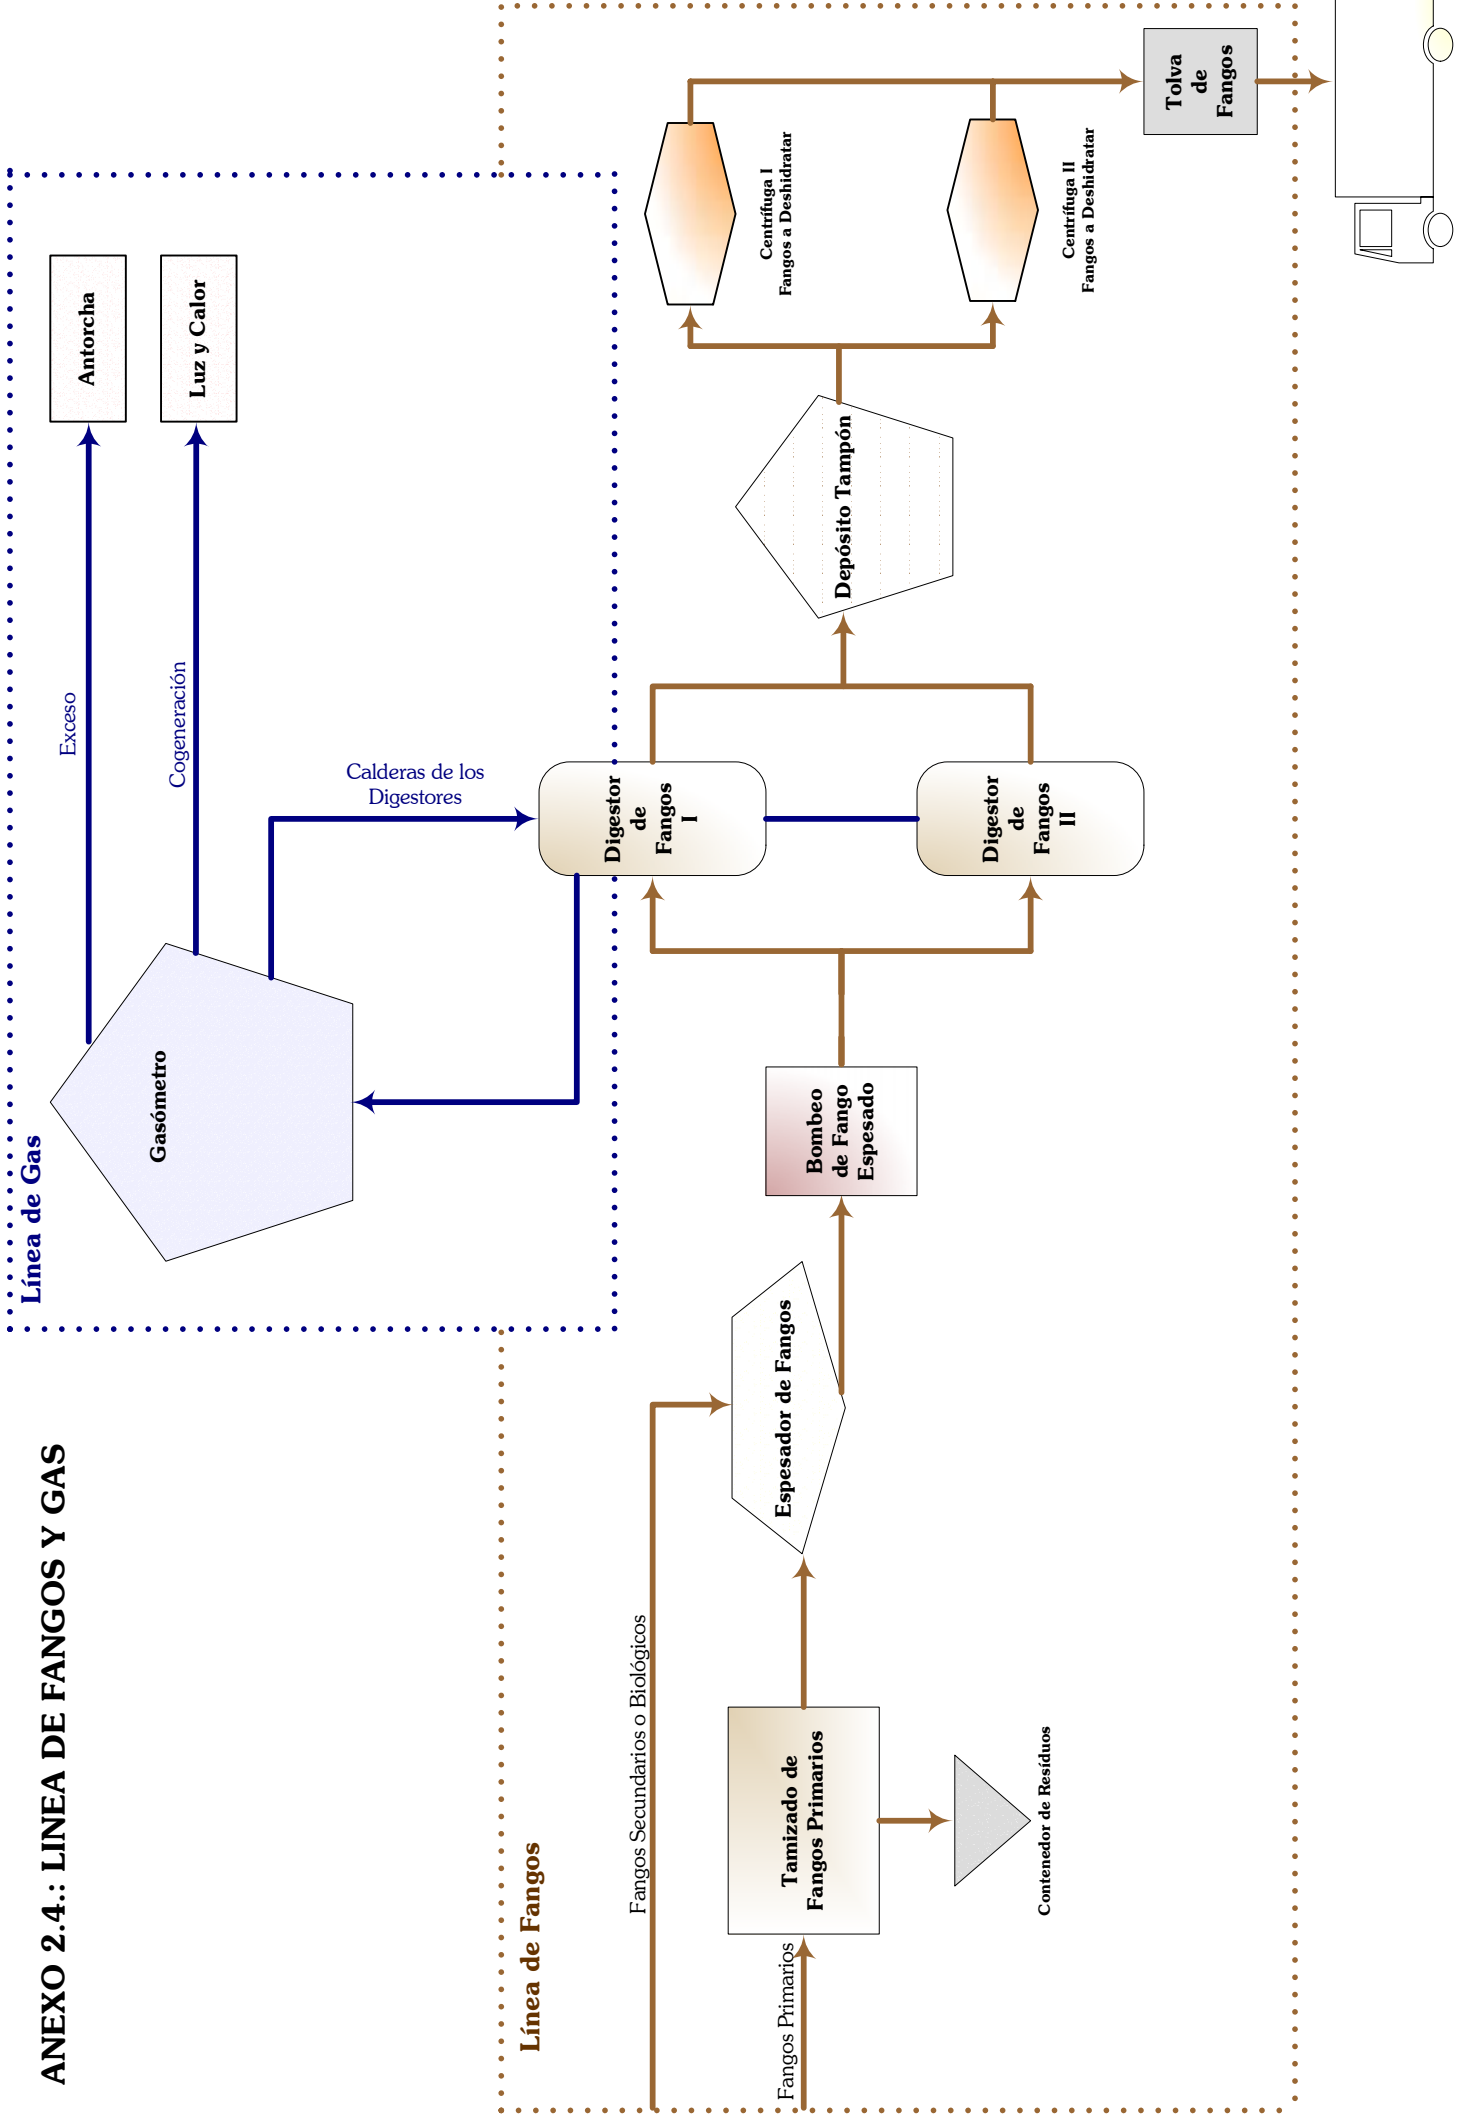 ANEXO 2.4.: LINEA DE FANGOS Y GAS
Línea de Gas
Gasómetro
Exceso
Antorcha
Cogeneración
Luz y Calor
Calderas de los
Digestores
Línea de Fangos
Fangos Secundarios o Biológicos
Fangos Primarios
Tamizado de
Fangos Primarios
Contenedor de Resíduos
Espesador de Fangos
Bombeo
de Fango
Espesado
Digestor
de
Fangos
I
Digestor
de
Fangos
II
Depósito Tampón
Centrífuga I
Fangos a Deshidratar
Centrífuga II
Fangos a Deshidratar
Tolva
de
Fangos